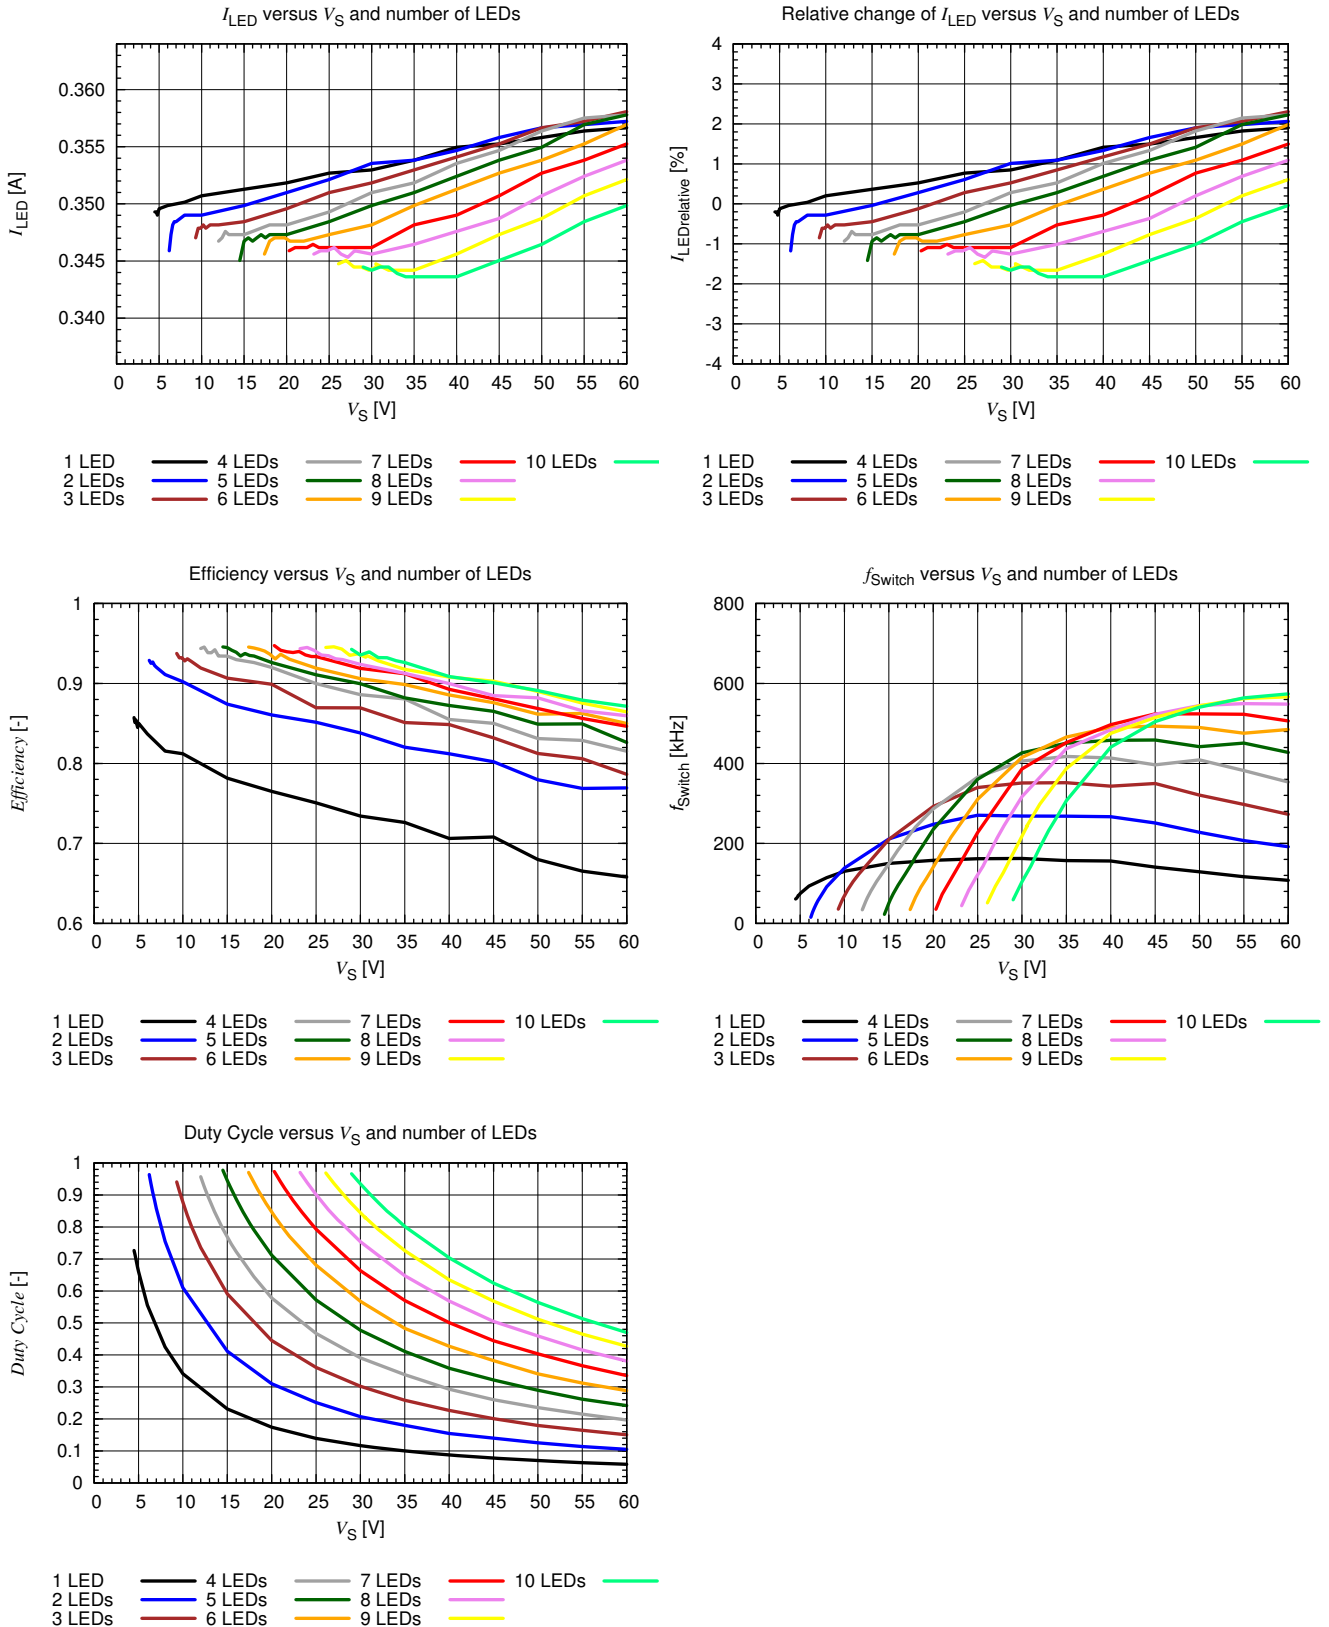 I_LED versus V_S and number of LEDs
0.360
0.355
0.350
0.345
0.340
I_LED [A]
0 5 10 15 20 25 30 35 40 45 50 55 60
V_S [V]
1 LED 4 LEDs 7 LEDs 10 LEDs
2 LEDs 5 LEDs 8 LEDs
3 LEDs 6 LEDs 9 LEDs
Relative change of I_LED versus V_S and number of LEDs
4
3
2
1
0
-1
-2
-3
-4
I_LEDrelative [%]
0 5 10 15 20 25 30 35 40 45 50 55 60
V_S [V]
1 LED 4 LEDs 7 LEDs 10 LEDs
2 LEDs 5 LEDs 8 LEDs
3 LEDs 6 LEDs 9 LEDs
Efficiency versus V_S and number of LEDs
1
0.9
0.8
0.7
0.6
Efficiency [-]
0 5 10 15 20 25 30 35 40 45 50 55 60
V_S [V]
1 LED 4 LEDs 7 LEDs 10 LEDs
2 LEDs 5 LEDs 8 LEDs
3 LEDs 6 LEDs 9 LEDs
f_Switch versus V_S and number of LEDs
800
600
400
200
0
f_Switch [kHz]
0 5 10 15 20 25 30 35 40 45 50 55 60
V_S [V]
1 LED 4 LEDs 7 LEDs 10 LEDs
2 LEDs 5 LEDs 8 LEDs
3 LEDs 6 LEDs 9 LEDs
Duty Cycle versus V_S and number of LEDs
1
0.9
0.8
0.7
0.6
0.5
0.4
0.3
0.2
0.1
0
Duty Cycle [-]
0 5 10 15 20 25 30 35 40 45 50 55 60
V_S [V]
1 LED 4 LEDs 7 LEDs 10 LEDs
2 LEDs 5 LEDs 8 LEDs
3 LEDs 6 LEDs 9 LEDs